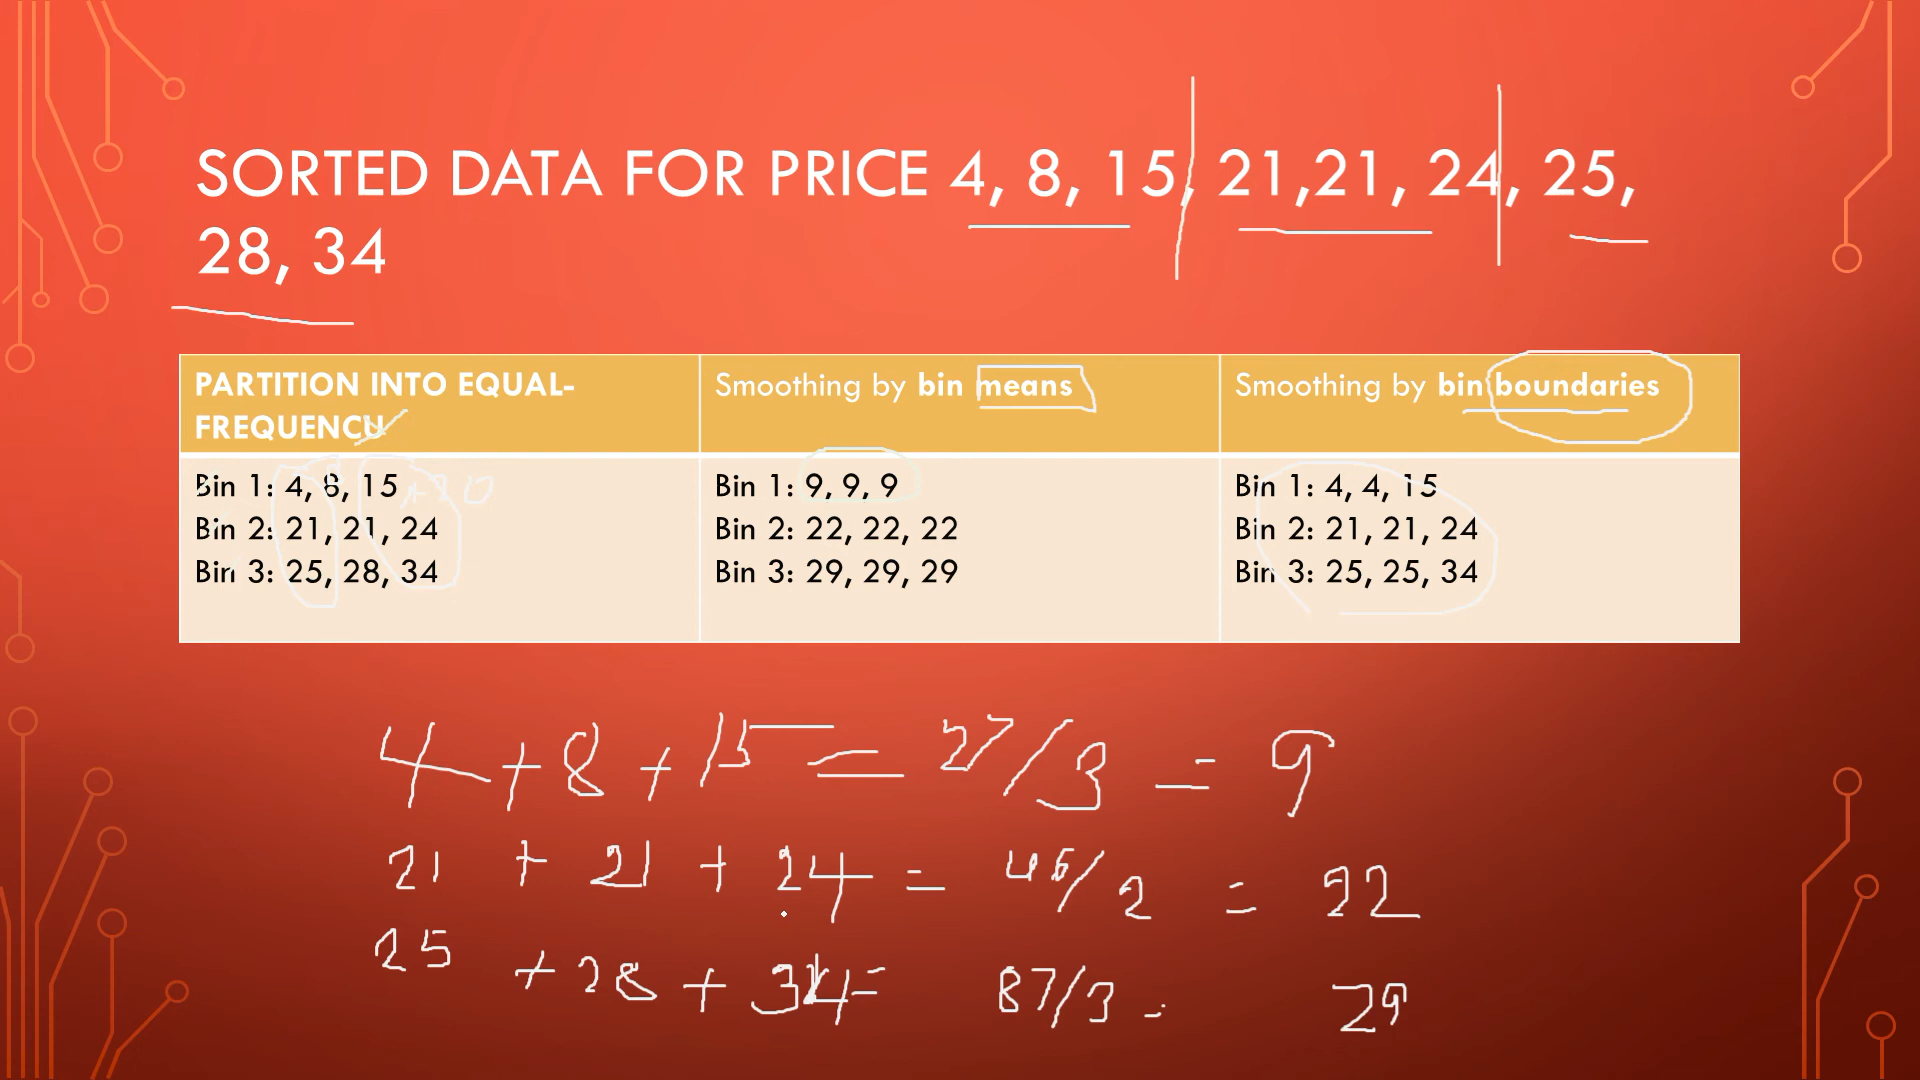 SORTED DATA FOR PRICE 4, 8, 15, 21,21, 24, 25,
28, 34
PARTITION INTO EQUAL-
FREQUENCU
Smoothing by bin means
Smoothing by bin boundaries
Bin 1: 4, 8, 15
Bin 2: 21, 21, 24
Bin 3: 25, 28, 34
Bin 1: 9, 9, 9
Bin 2: 22, 22, 22
Bin 3: 29, 29, 29
Bin 1: 4, 4, 15
Bin 2: 21, 21, 24
Bin 3: 25, 25, 34
4 + 8 + 15 = 27/3 = 9
21 + 21 + 24 = 46/2 = 22
25 + 28 + 34 = 87/3 = 29